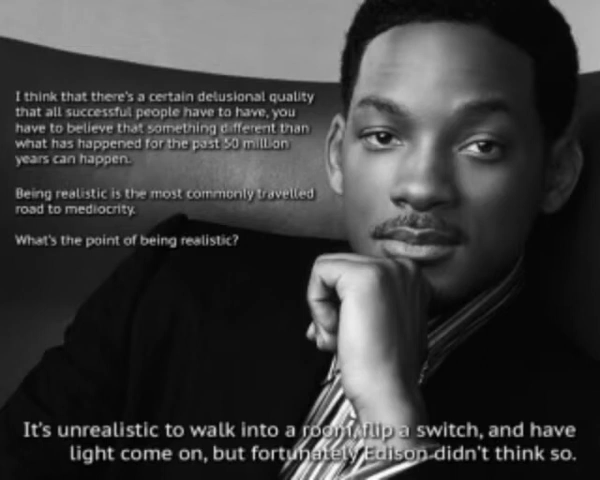 I think that there's a certain delusional quality
that all successful people have to have, you
have to believe that something different than
what has happened for the past 50 million
years can happen.
Being realistic is the most commonly travelled
road to mediocrity.
What's the point of being realistic?
It's unrealistic to walk into a room, flip a switch, and have
light come on, but fortunately Edison didn't think so.